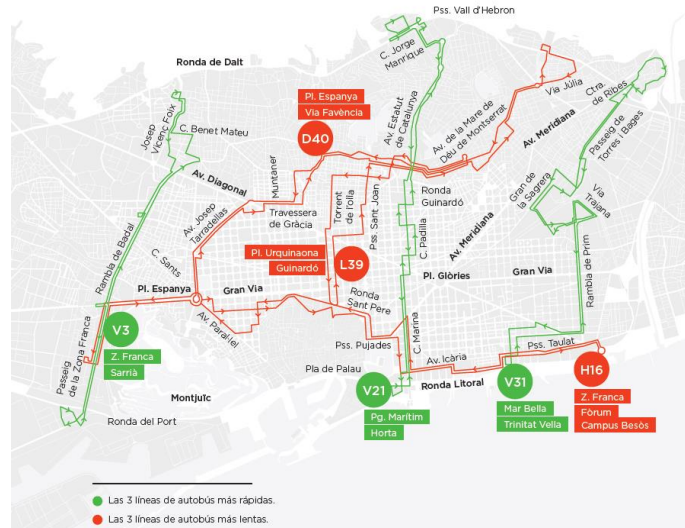 Pss. Vall d'Hebron
C. Jorge
Manrique
Ronda de Dalt
Josep
Vicenç Foix
C. Benet Mateu
Pl. Espanya
Via Favència
D40
Av. Estatut
de Catalunya
Av. de la Mare de
Déu de Montserrat
Via Júlia
Ctra.
de Ribes
Av. Meridiana
Passeig de
Torres i Bages
Av. Diagonal
Muntaner
Travessera
de Gràcia
Torrent
de l'olla
Pss. Sant Joan
Ronda
Guinardó
Gran de
la Sagrera
Via
Trajana
Av. Josep
Tarradellas
Rambla de Badal
C. Sants
Pl. Urquinaona
Guinardó
L39
C. Padilla
Av. Meridiana
Pl. Glòries
Gran Via
Rambla de Prim
Pl. Espanya
Gran Via
Ronda
Sant Pere
Av. Paral·lel
V3
Z. Franca
Sarrià
Passeig
de la Zona Franca
Pss. Pujades
C. Marina
Av. Icària
Pss. Taulat
Pla de Palau
Ronda Litoral
Montjuïc
Ronda del Port
V21
Pg. Marítim
Horta
V31
Mar Bella
Trinitat Vella
H16
Z. Franca
Fòrum
Campus Besòs
Las 3 líneas de autobús más rápidas.
Las 3 líneas de autobús más lentas.